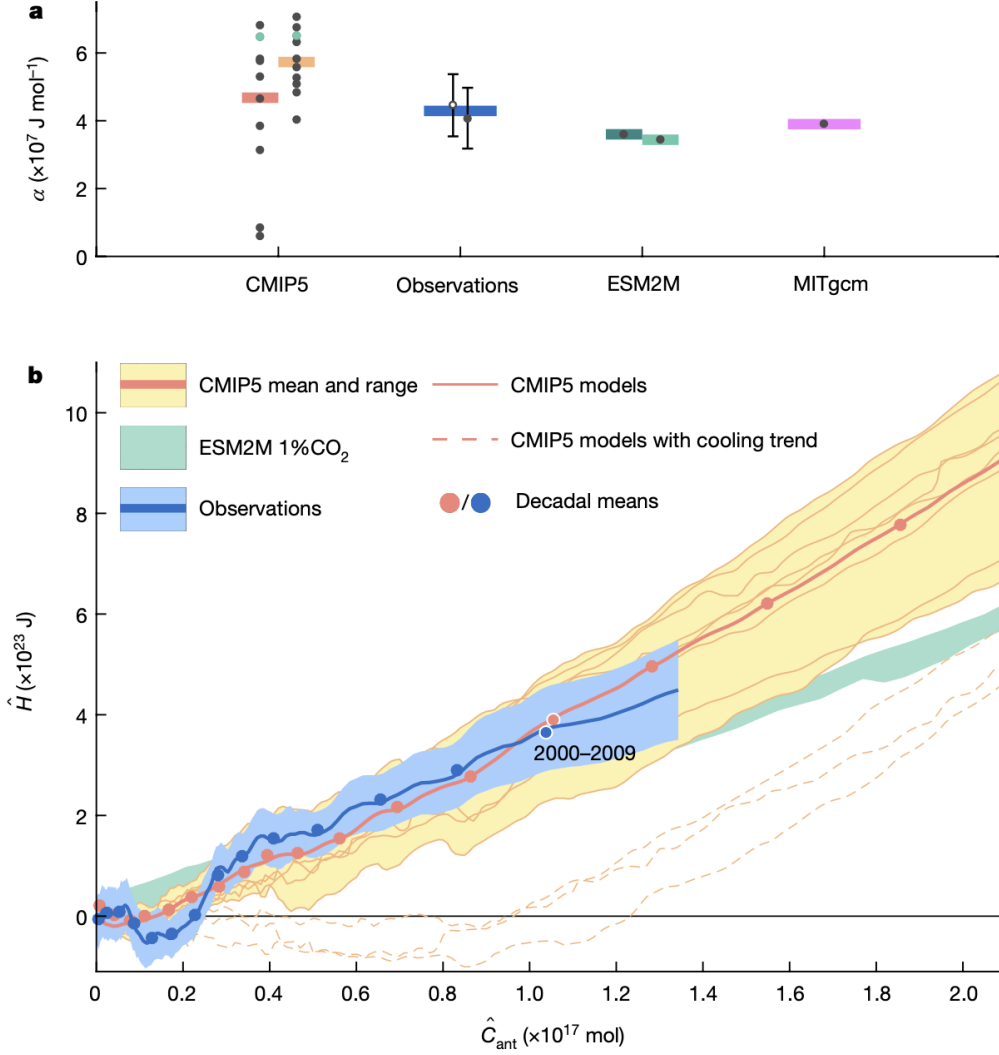 a
α (×10⁷ J mol⁻¹)
6
4
2
0
CMIP5
Observations
ESM2M
MITgcm
b
CMIP5 mean and range
CMIP5 models
ESM2M 1%CO₂
CMIP5 models with cooling trend
Observations
/
Decadal means
Ĥ (×10²³ J)
10
8
6
4
2
0
2000–2009
0
0.2
0.4
0.6
0.8
1.0
1.2
1.4
1.6
1.8
2.0
Ĉant (×10¹⁷ mol)